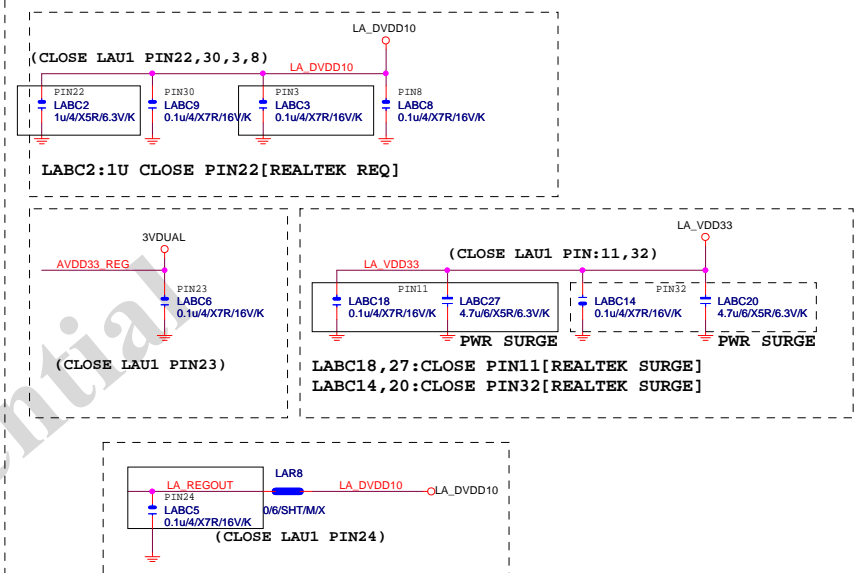 LA_DVDD10
(CLOSE LAU1 PIN22,30,3,8)
LA_DVDD10
PIN22
LABC2
1u/4/X5R/6.3V/K
PIN30
LABC9
0.1u/4/X7R/16V/K
PIN3
LABC3
0.1u/4/X7R/16V/K
PIN8
LABC8
0.1u/4/X7R/16V/K
LABC2:1U CLOSE PIN22[REALTEK REQ]
3VDUAL
AVDD33_REG
PIN23
LABC6
0.1u/4/X7R/16V/K
(CLOSE LAU1 PIN23)
LA_VDD33
(CLOSE LAU1 PIN:11,32)
LA_VDD33
PIN11
LABC18
0.1u/4/X7R/16V/K
LABC27
4.7u/6/X5R/6.3V/K
PIN32
LABC14
0.1u/4/X7R/16V/K
LABC20
4.7u/6/X5R/6.3V/K
PWR SURGE
PWR SURGE
LABC18,27:CLOSE PIN11[REALTEK SURGE]
LABC14,20:CLOSE PIN32[REALTEK SURGE]
ential
LA_REGOUT
LAR8
LA_DVDD10
LA_DVDD10
PIN24
LABC5
0.1u/4/X7R/16V/K
0/6/SHT/M/X
(CLOSE LAU1 PIN24)